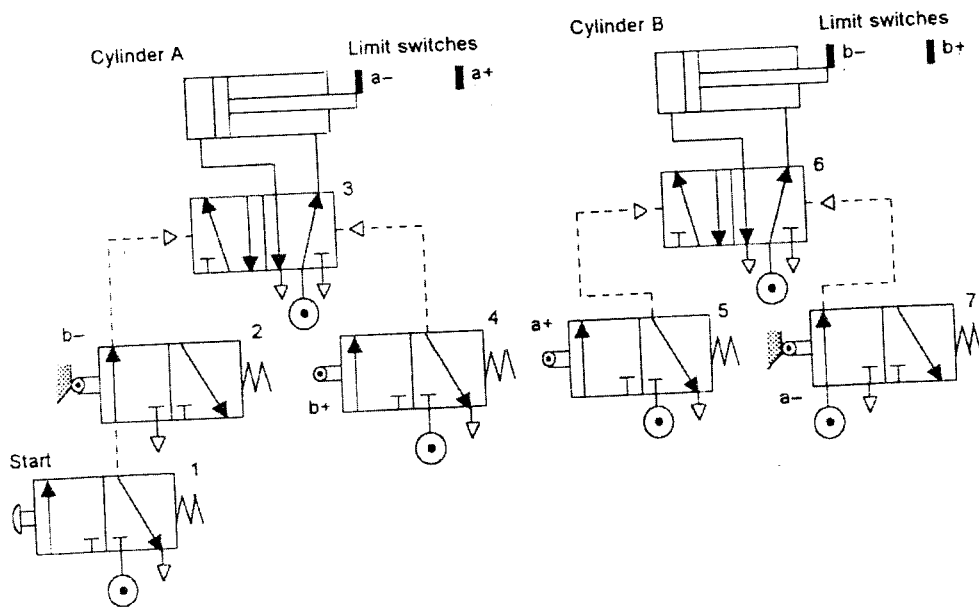 Cylinder A
Limit switches
a−
a+
Cylinder B
Limit switches
b−
b+
3
6
b−
2
4
b+
a+
5
7
a−
Start
1